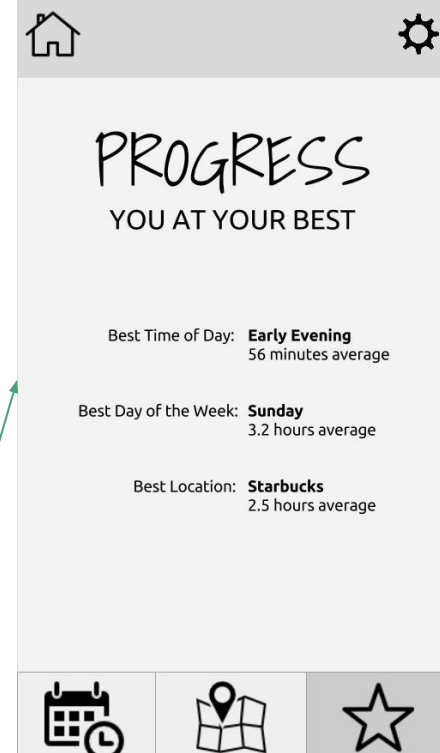 PROGRESS
YOU AT YOUR BEST
Best Time of Day: Early Evening
56 minutes average
Best Day of the Week: Sunday
3.2 hours average
Best Location: Starbucks
2.5 hours average